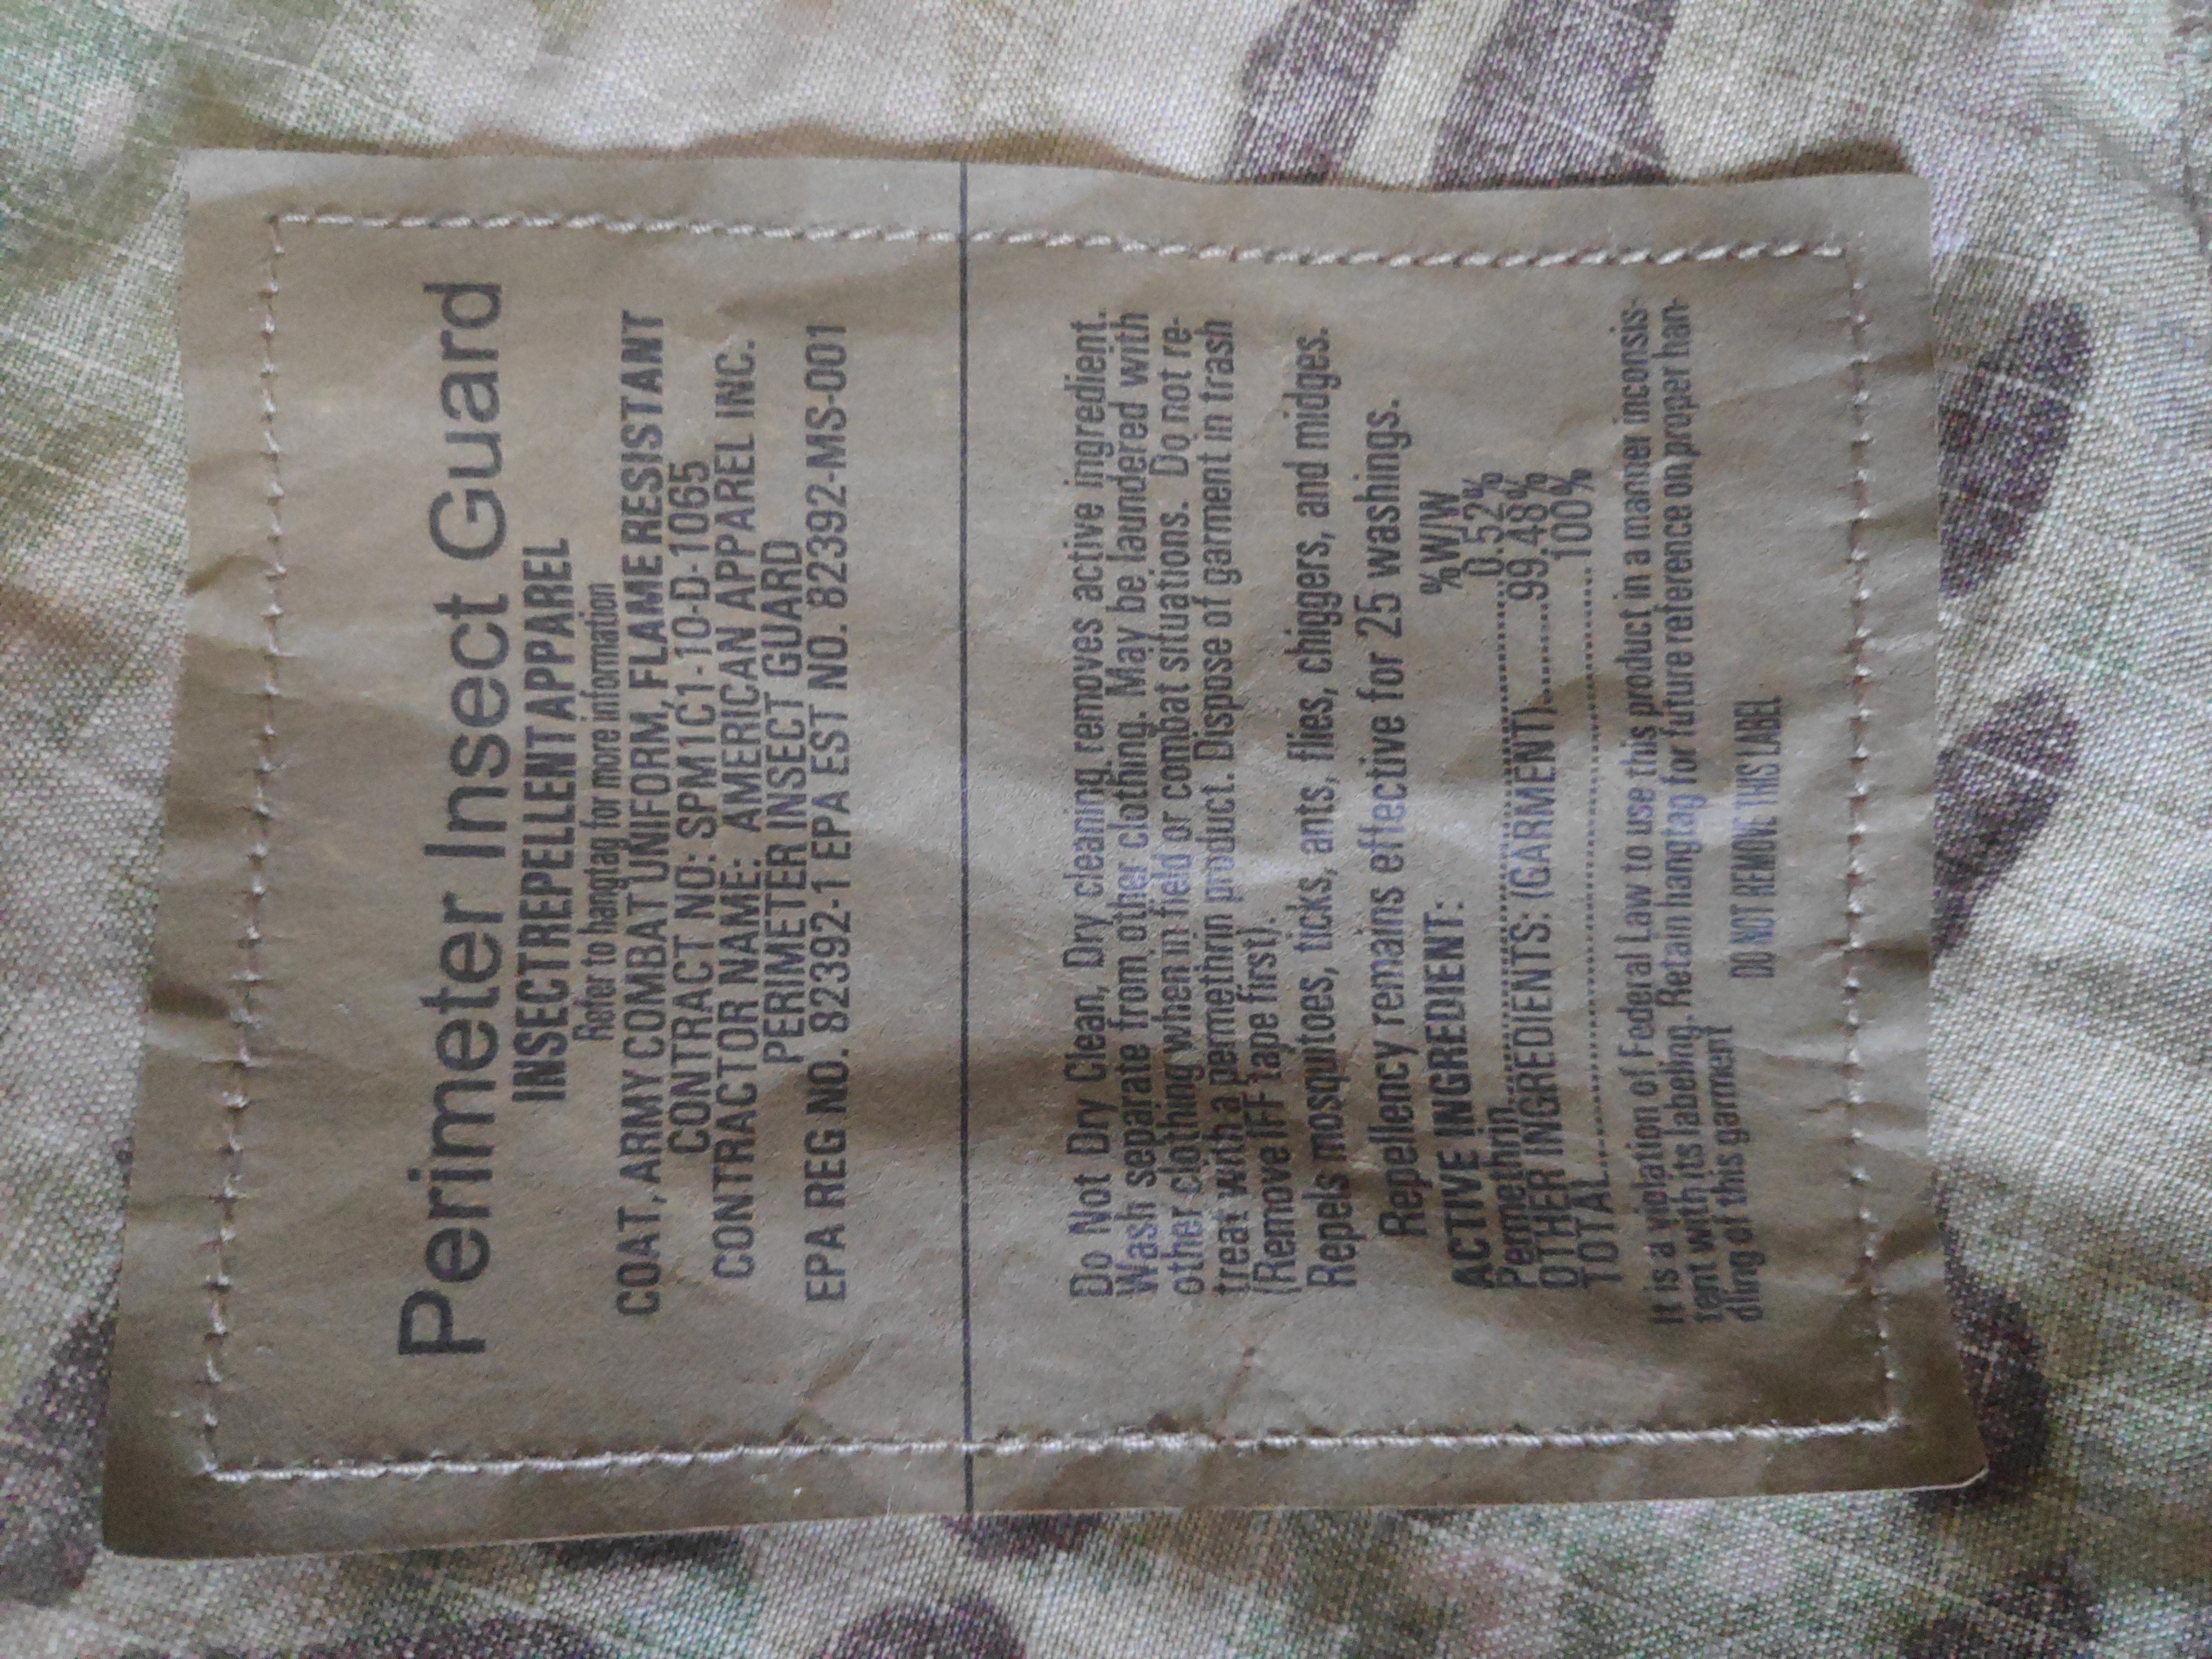 Perimeter Insect Guard
INSECT REPELLENT APPAREL
Refer to hangtag for more information
COAT, ARMY COMBAT UNIFORM, FLAME RESISTANT
CONTRACT NO: SPM1C1-10-D-1065
CONTRACTOR NAME: AMERICAN APPAREL INC.
PERIMETER INSECT GUARD
EPA REG NO. 82392-1 EPA EST NO. 82392-MS-001
Do Not Dry Clean, Dry cleaning removes active ingredient.
Wash separate from other clothing. May be laundered with
other clothing when in field or combat situations. Do not re-
treat with a permethrin product. Dispose of garment in trash
(Remove IFF tape first).
Repels mosquitoes, ticks, ants, flies, chiggers, and midges.
Repellency remains effective for 25 washings.
ACTIVE INGREDIENT: %W/W
Permethrin..............................0.52%
OTHER INGREDIENTS: (GARMENT)..........99.48%
TOTAL.............................. 100%
It is a violation of Federal Law to use this product in a manner inconsis-
tent with its labeling. Retain hangtag for future reference on proper han-
dling of this garment
DO NOT REMOVE THIS LABEL